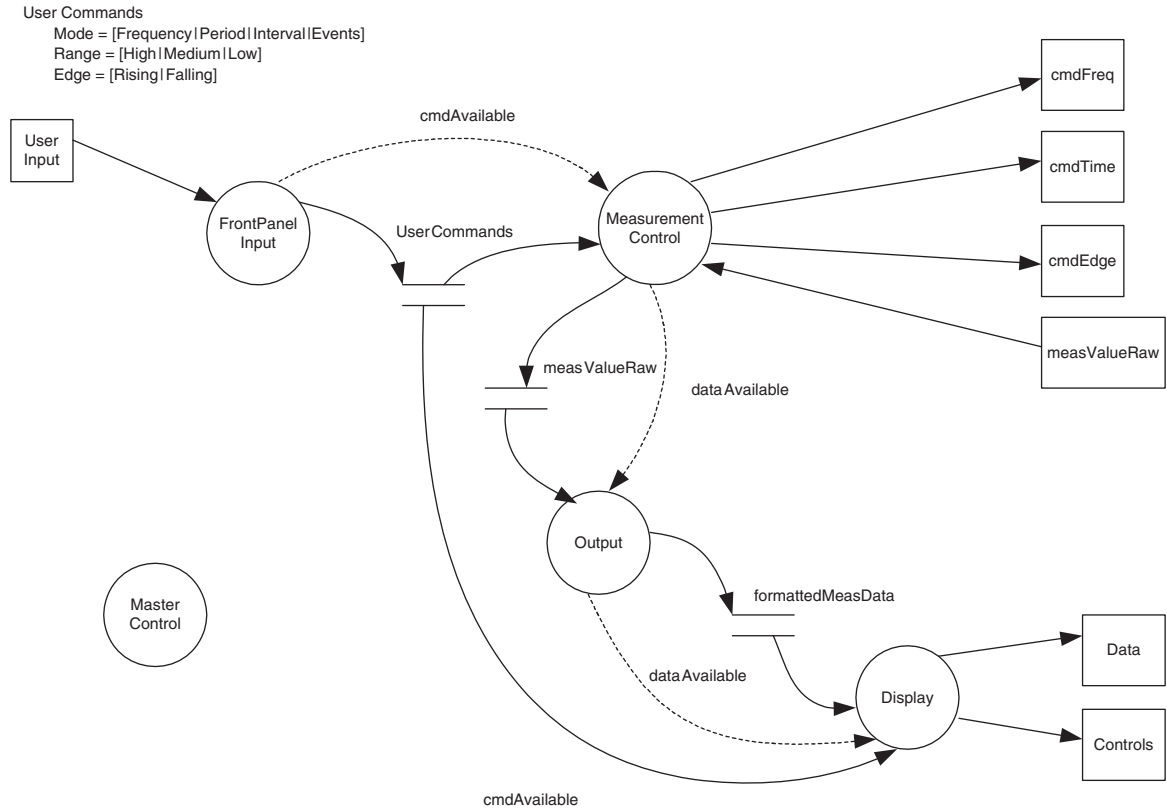 User Commands
Mode = [Frequency|Period|Interval|Events]
Range = [High|Medium|Low]
Edge = [Rising|Falling]
cmdFreq
cmdAvailable
User
Input
cmdTime
FrontPanel
Input
Measurement
Control
UserCommands
cmdEdge
measValueRaw
measValueRaw
dataAvailable
Output
formattedMeasData
Master
Control
Data
dataAvailable
Display
Controls
cmdAvailable